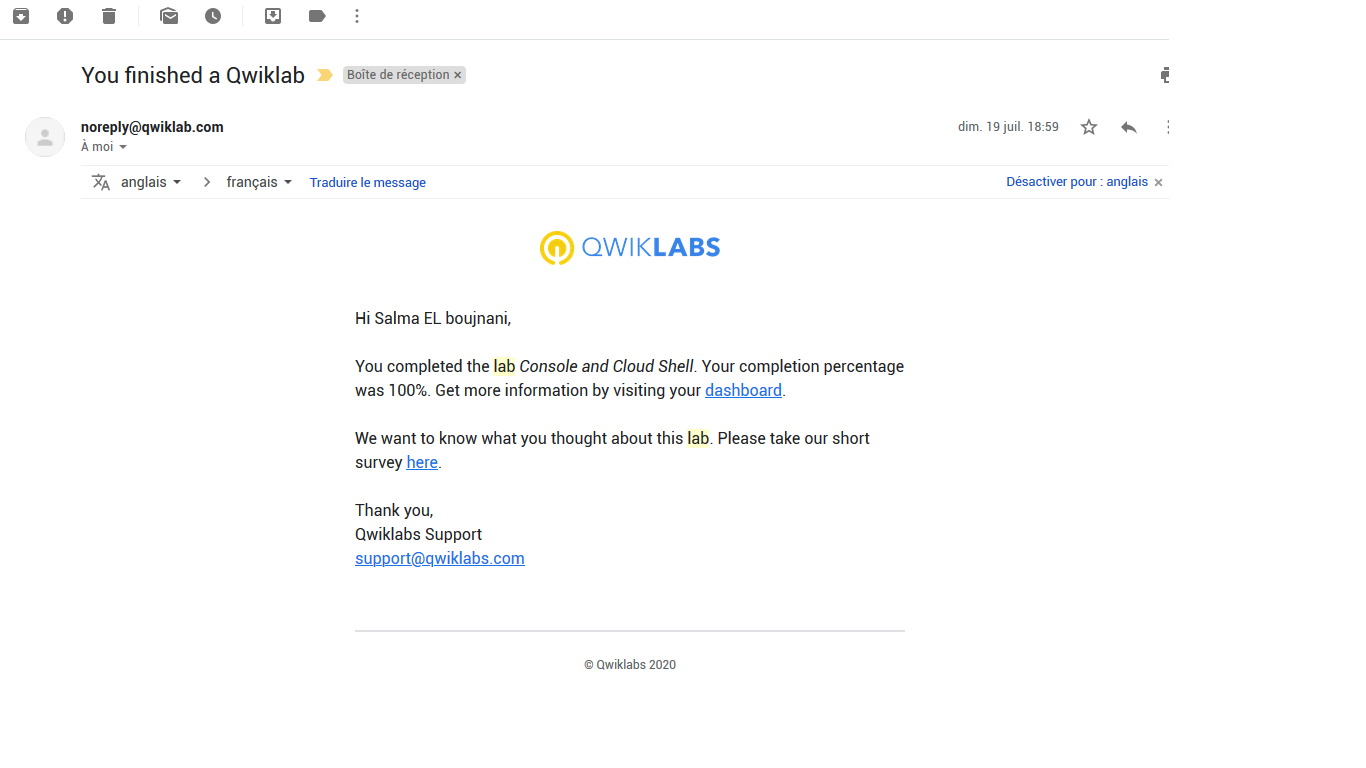 You finished a Qwiklab
Boîte de réception ×
noreply@qwiklab.com
dim. 19 juil. 18:59
À moi
anglais > français Traduire le message
Désactiver pour : anglais ×
QWIKLABS
Hi Salma EL boujnani,
You completed the lab Console and Cloud Shell. Your completion percentage
was 100%. Get more information by visiting your dashboard.
We want to know what you thought about this lab. Please take our short
survey here.
Thank you,
Qwiklabs Support
support@qwiklabs.com
© Qwiklabs 2020